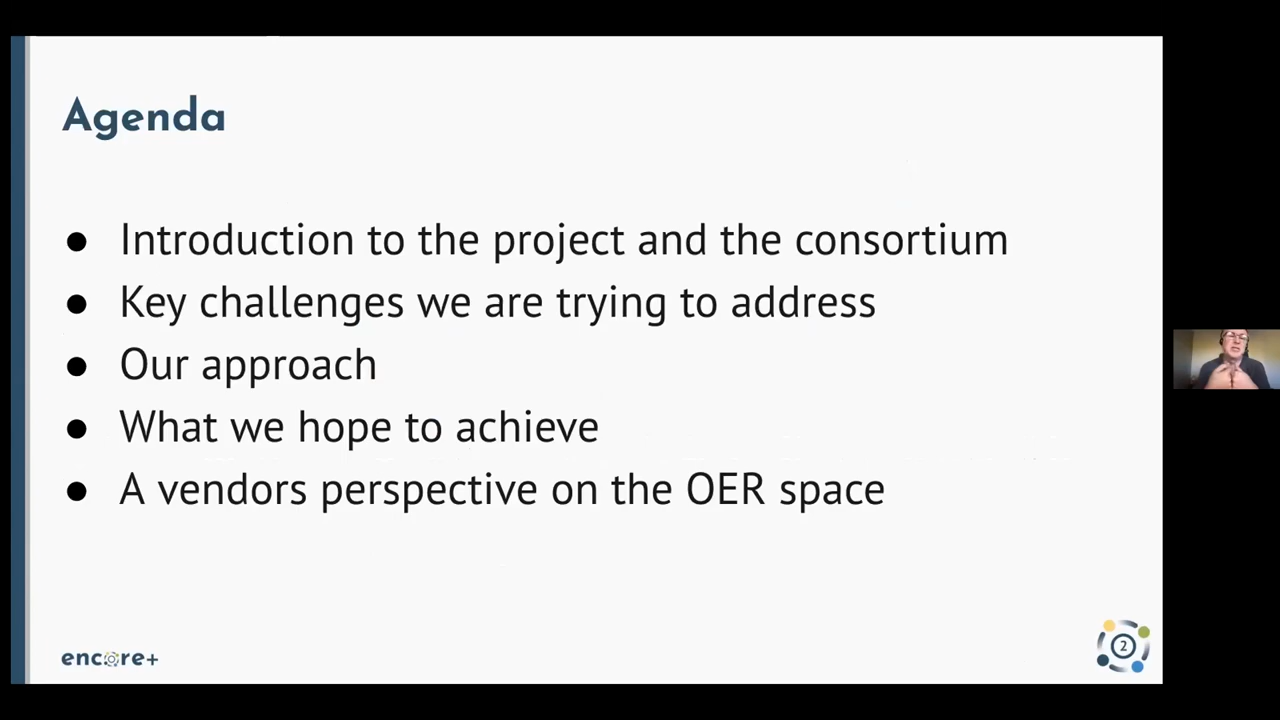 Agenda
● Introduction to the project and the consortium
● Key challenges we are trying to address
● Our approach
● What we hope to achieve
● A vendors perspective on the OER space
encore+
2